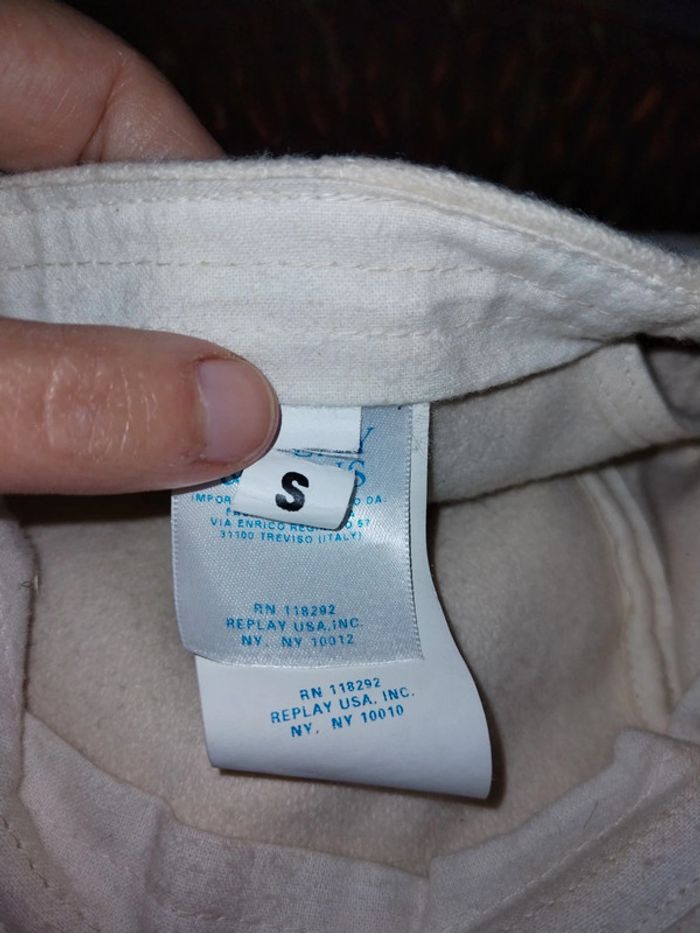 S
VIA ENRICO 57
31100 TREVISO (ITALY)
RN 118292
REPLAY USA, INC.
NY, NY 10012
RN 118292
REPLAY USA, INC.
NY, NY 10010